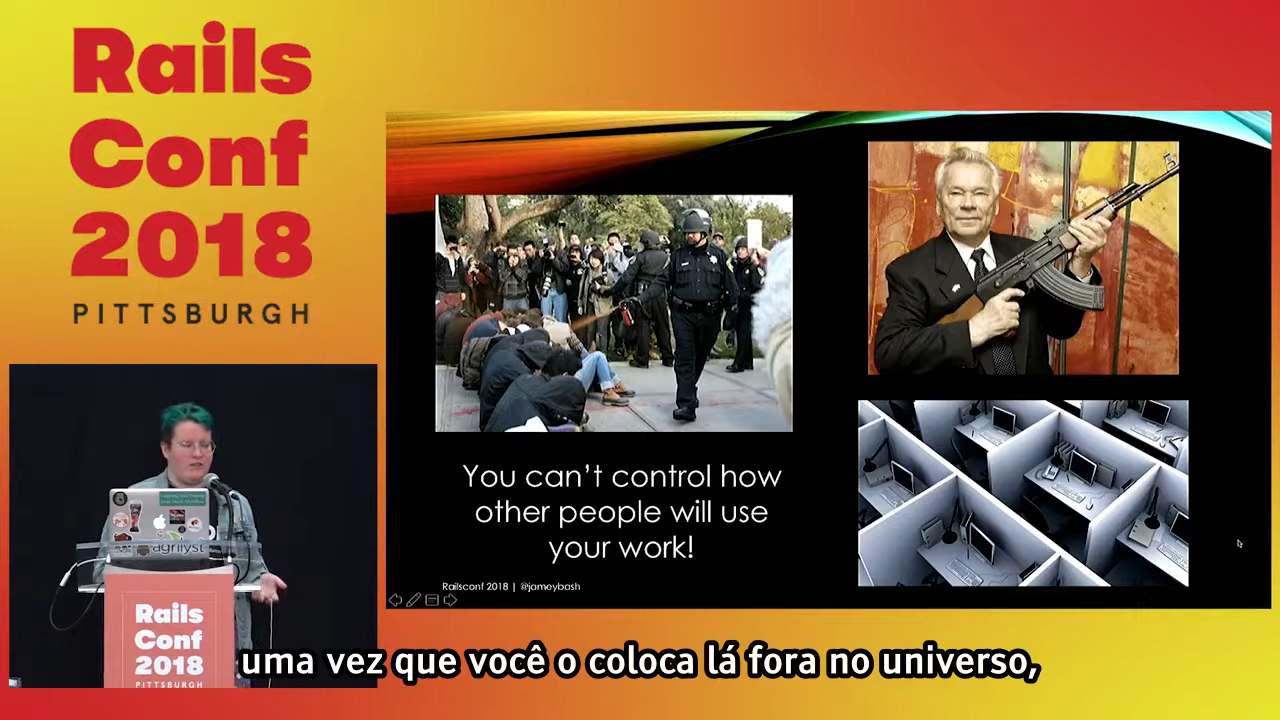 Rails
Conf
2018
PITTSBURGH
You can't control how
other people will use
your work!
Railsconf 2018 | @jameybash
agrilyst
Rails
Conf
2018
PITTSBURGH
uma vez que você o coloca lá fora no universo,